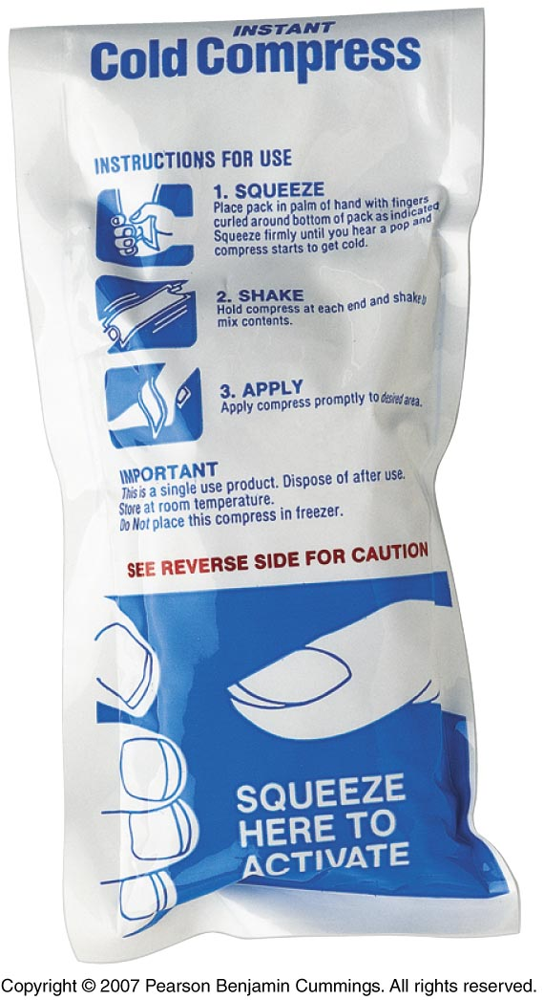 INSTANT
Cold Compress
INSTRUCTIONS FOR USE
1. SQUEEZE
Place pack in palm of hand with fingers
curled around bottom of pack as indicated
Squeeze firmly until you hear a pop and
compress starts to get cold.
2. SHAKE
Hold compress at each end and shake to
mix contents.
3. APPLY
Apply compress promptly to desired area.
IMPORTANT
This is a single use product. Dispose of after use.
Store at room temperature.
Do Not place this compress in freezer.
SEE REVERSE SIDE FOR CAUTION
SQUEEZE
HERE TO
ACTIVATE
Copyright © 2007 Pearson Benjamin Cummings. All rights reserved.